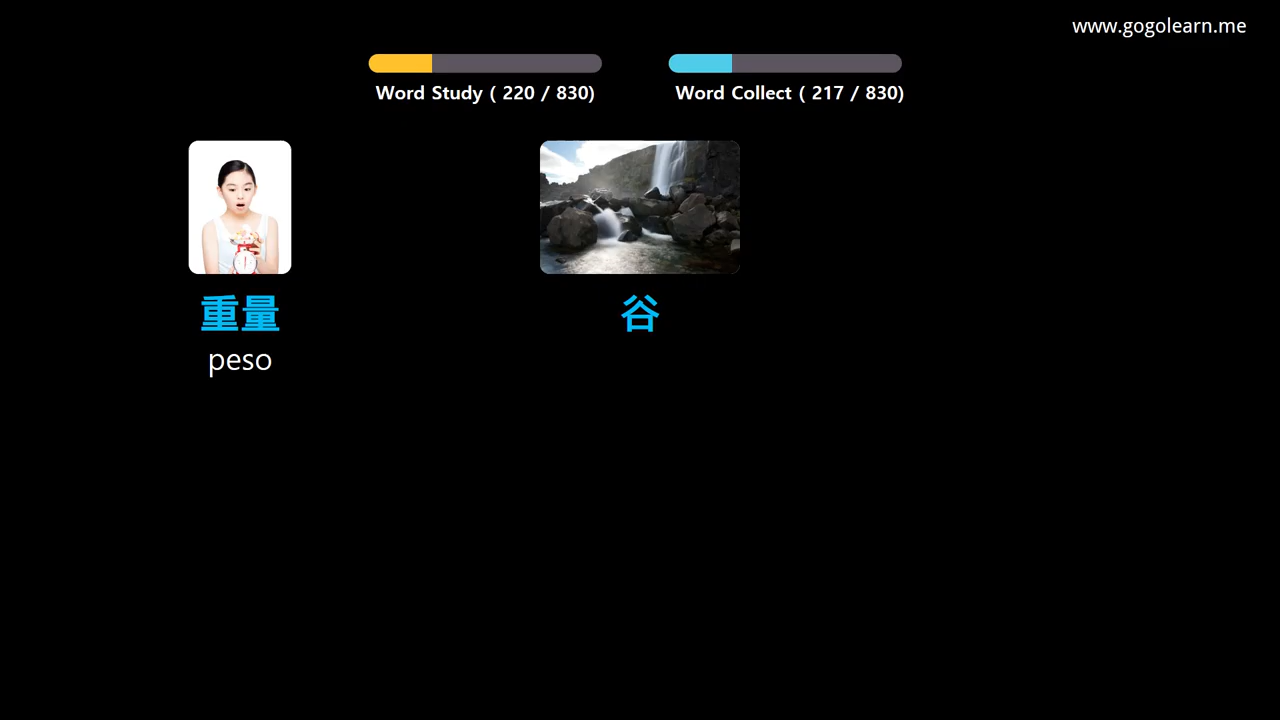 www.gogolearn.me
Word Study ( 220 / 830)
Word Collect ( 217 / 830)
重量
peso
谷